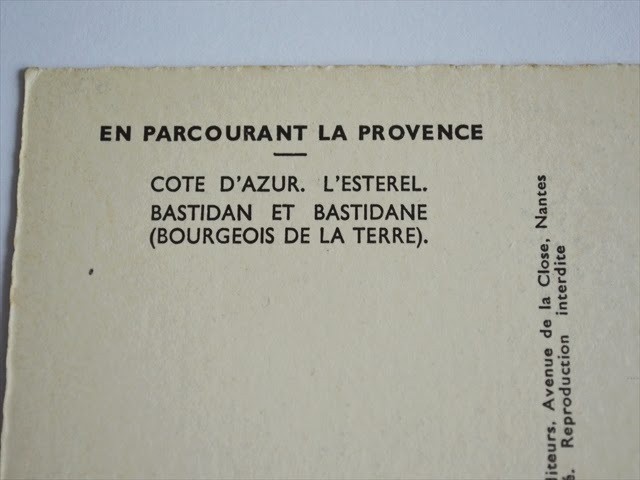 EN PARCOURANT LA PROVENCE
COTE D'AZUR. L'ESTEREL.
BASTIDAN ET BASTIDANE
(BOURGEOIS DE LA TERRE).
Avenue de la Close, Nantes
Reproduction interdite